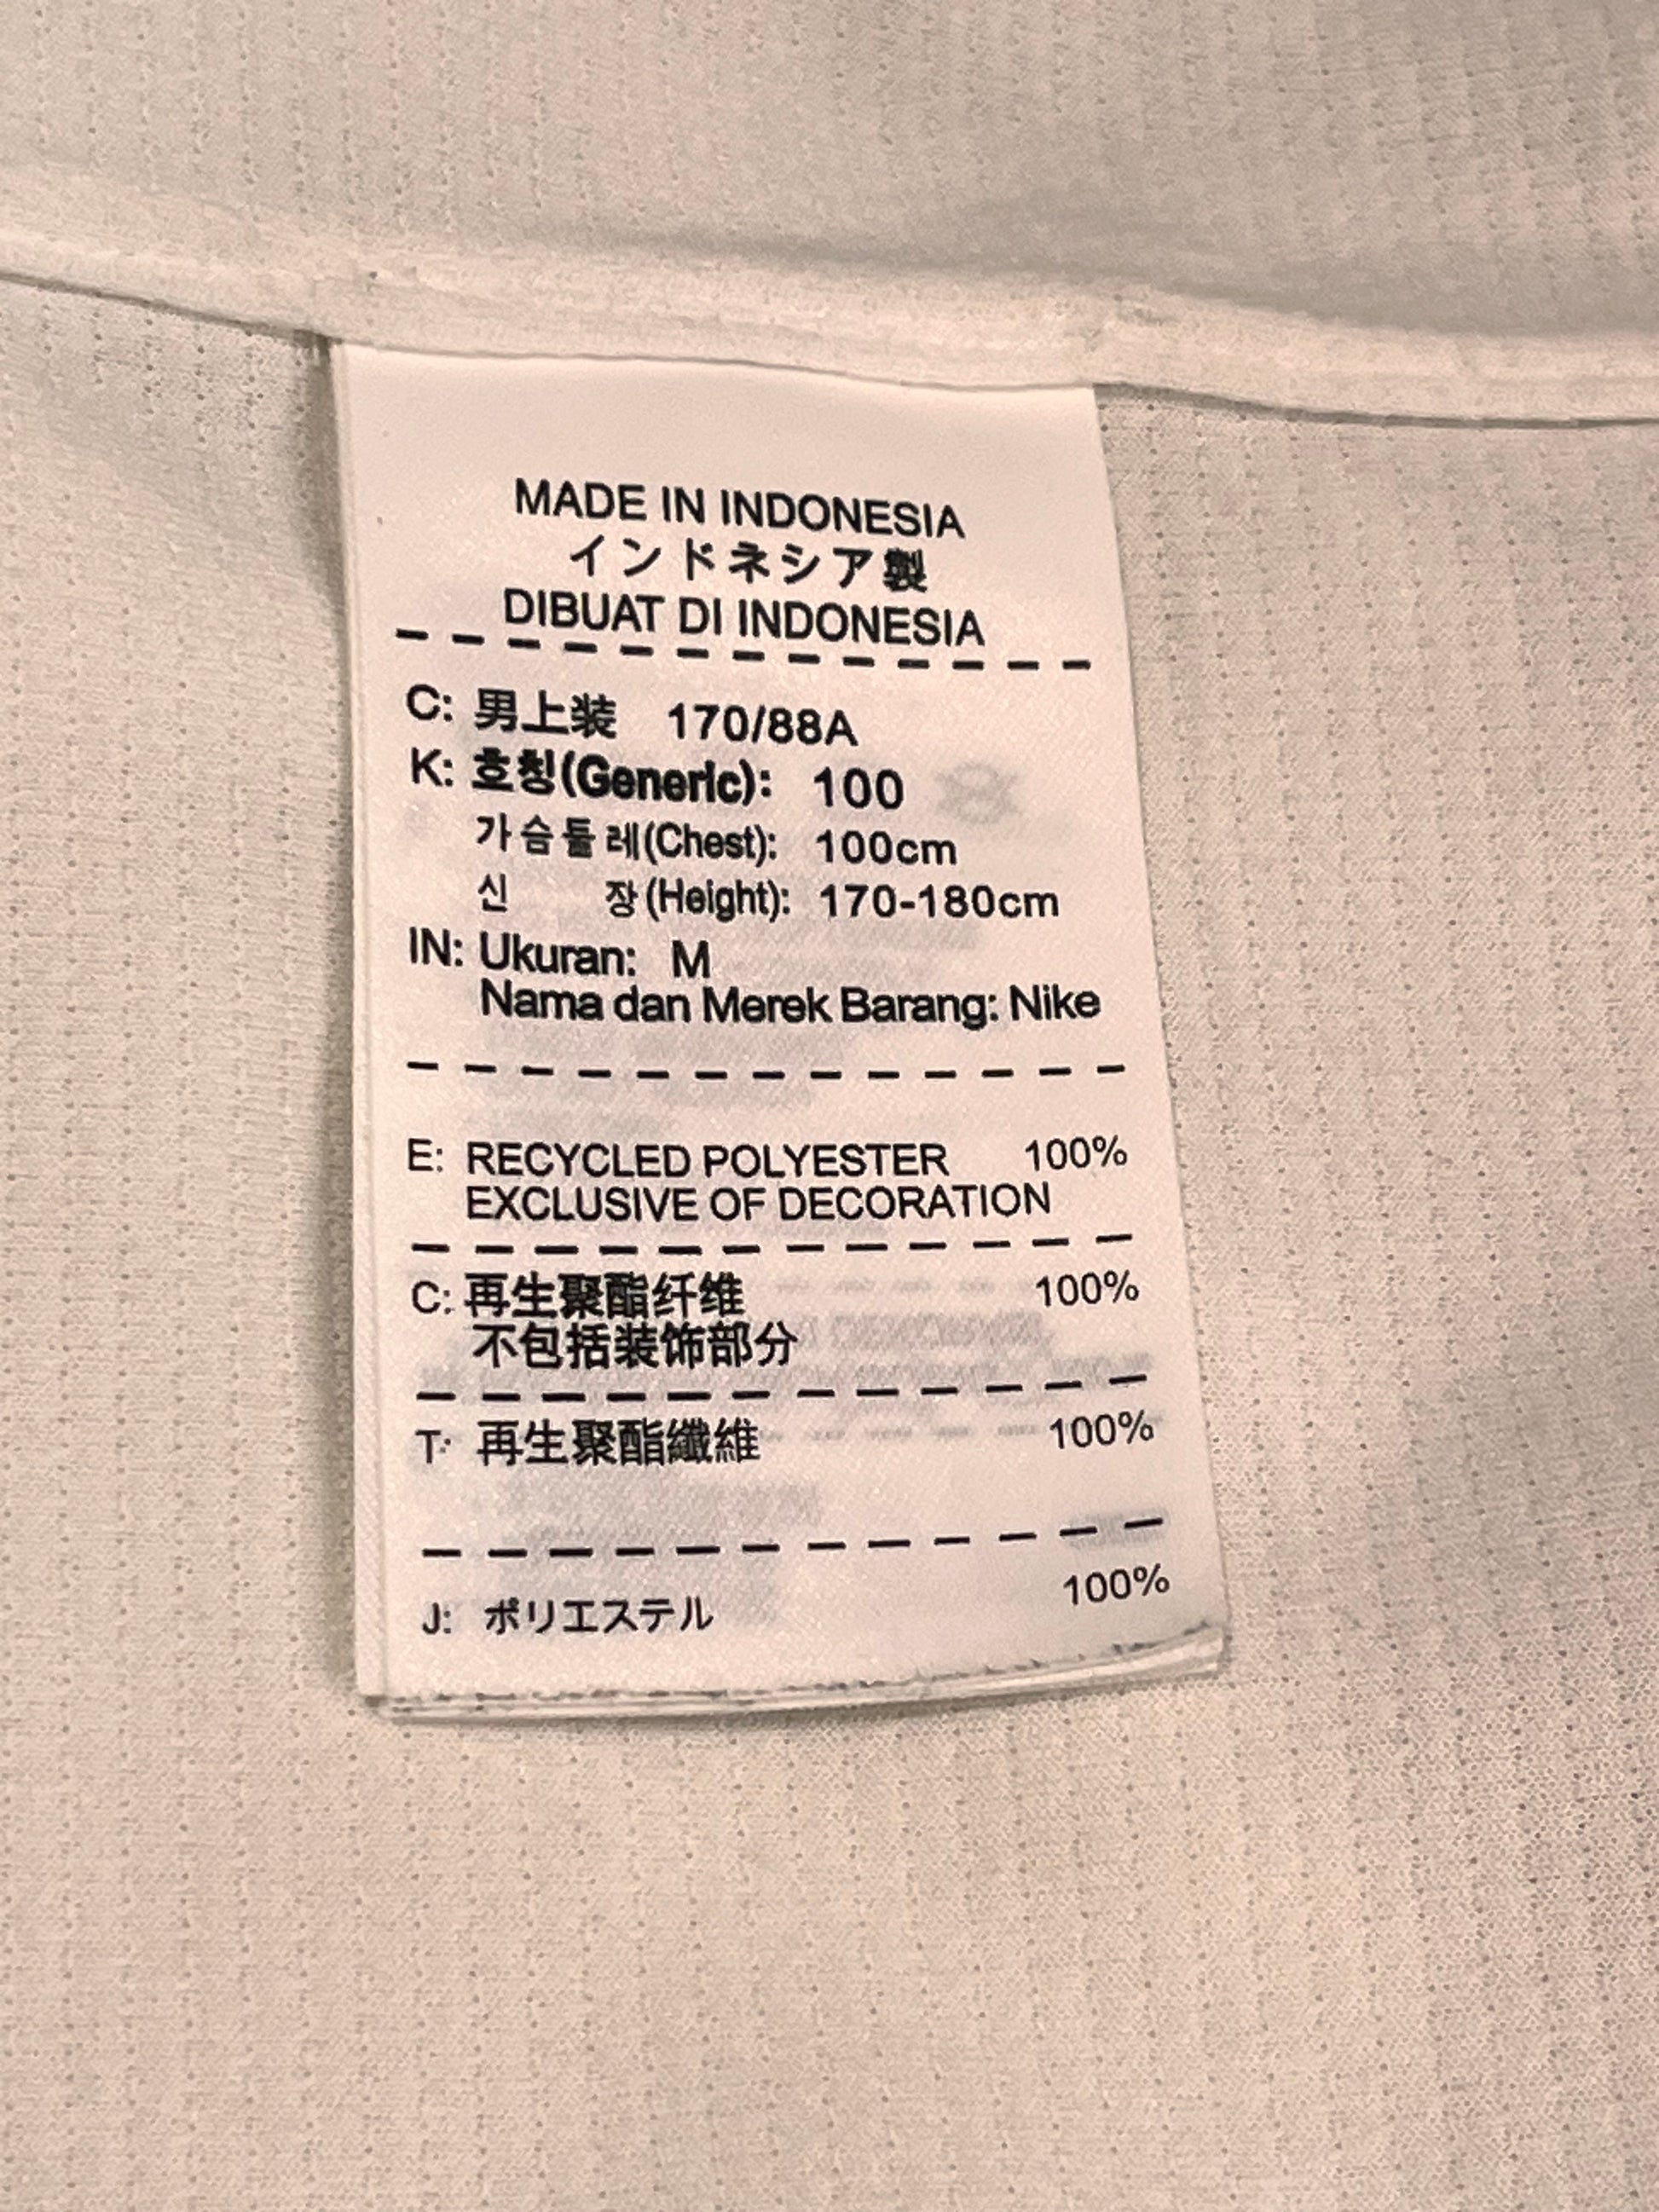 MADE IN INDONESIA
インドネシア製
DIBUAT DI INDONESIA
C: 男上装 170/88A
K: 호칭(Generic): 100
가슴둘레(Chest): 100cm
신 장(Height): 170-180cm
IN: Ukuran: M
Nama dan Merek Barang: Nike
E: RECYCLED POLYESTER 100%
EXCLUSIVE OF DECORATION
C: 再生聚酯纤维 100%
不包括装饰部分
T: 再生聚酯纖維 100%
J: ポリエステル 100%